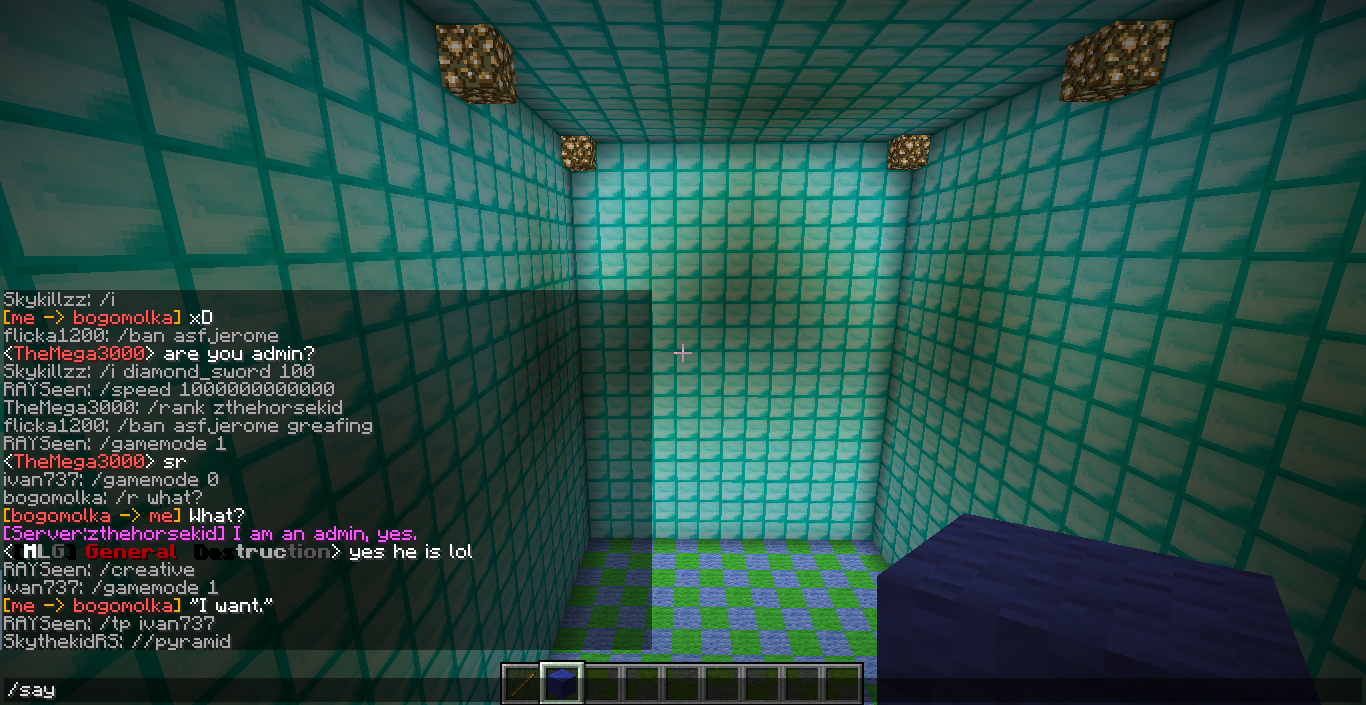 Skykillzz: /i
[me -> bogomolka] xD
flicka1200: /ban asfjerome
<TheMega3000> are you admin?
Skykillzz: /i diamond_sword 100
RAYSeen: /speed 1000000000000
TheMega3000: /rank zthehorsekid
flicka1200: /ban asfjerome greafing
RAYSeen: /gamemode 1
<TheMega3000> sr
ivan737: /gamemode 0
bogomolka: /r what?
[bogomolka -> me] What?
[Server:zthehorsekid] I am an admin, yes.
<[MLG] General Destruction> yes he is lol
RAYSeen: /creative
ivan737: /gamemode 1
[me -> bogomolka] "I want."
RAYSeen: /tp ivan737
SkythekidRS: //pyramid
/say